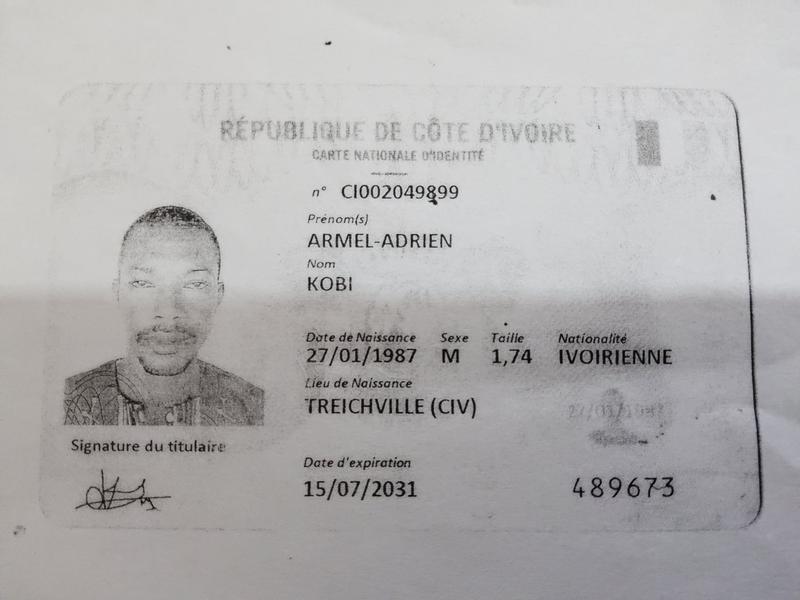 RÉPUBLIQUE DE CÔTE D'IVOIRE
CARTE NATIONALE D'IDENTITÉ
n° CI002049899
Prénom(s)
ARMEL-ADRIEN
Nom
KOBI
Date de Naissance Sexe Taille Nationalité
27/01/1987 M 1,74 IVOIRIENNE
Lieu de Naissance
TREICHVILLE (CIV)
Signature du titulaire
Date d'expiration
15/07/2031
489673